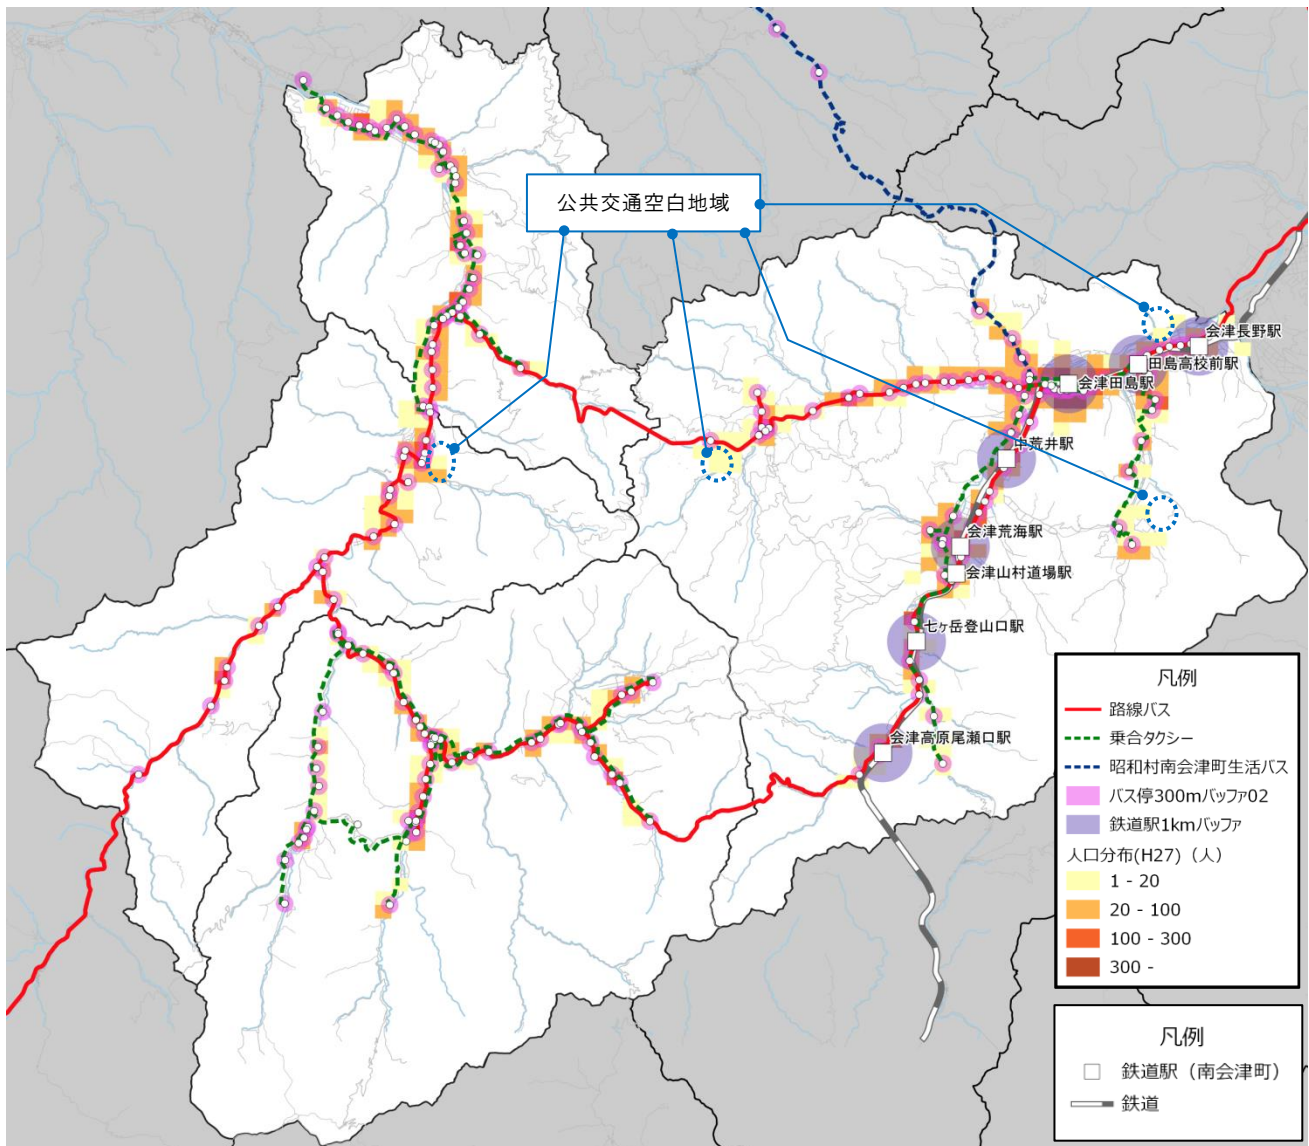 公共交通空白地域
会津長野駅
田島高校前駅
会津田島駅
中荒井駅
会津荒海駅
会津山村道場駅
七ヶ岳登山口駅
会津高原尾瀬口駅
凡例
路線バス
乗合タクシー
昭和村南会津町生活バス
バス停300mバッファ02
鉄道駅1kmバッファ
人口分布(H27)（人）
1 - 20
20 - 100
100 - 300
300 -
凡例
鉄道駅（南会津町）
鉄道